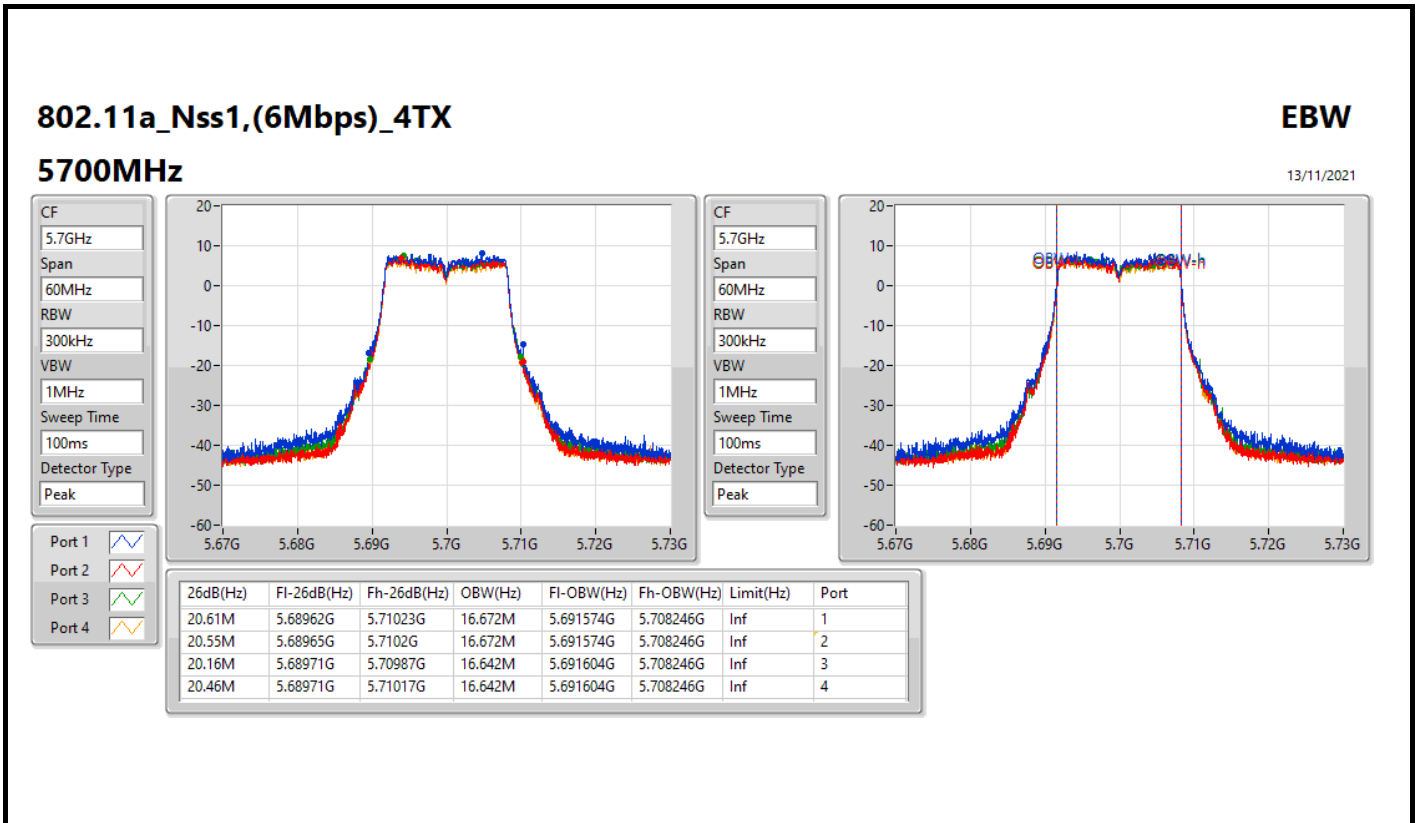 802.11a_Nss1,(6Mbps)_4TX EBW
5700MHz 13/11/2021
CF
5.7GHz
Span
60MHz
RBW
300kHz
VBW
1MHz
Sweep Time
100ms
Detector Type
Peak
20
10
0
-10
-20
-30
-40
-50
-60
5.67G 5.68G 5.69G 5.7G 5.71G 5.72G 5.73G
CF
5.7GHz
Span
60MHz
RBW
300kHz
VBW
1MHz
Sweep Time
100ms
Detector Type
Peak
20
10
0
-10
-20
-30
-40
-50
-60
5.67G 5.68G 5.69G 5.7G 5.71G 5.72G 5.73G
Port 1
Port 2
Port 3
Port 4
26dB(Hz) Fl-26dB(Hz) Fh-26dB(Hz) OBW(Hz) Fl-OBW(Hz) Fh-OBW(Hz) Limit(Hz) Port
20.61M 5.68962G 5.71023G 16.672M 5.691574G 5.708246G Inf 1
20.55M 5.68965G 5.7102G 16.672M 5.691574G 5.708246G Inf 2
20.16M 5.68971G 5.70987G 16.642M 5.691604G 5.708246G Inf 3
20.46M 5.68971G 5.71017G 16.642M 5.691604G 5.708246G Inf 4